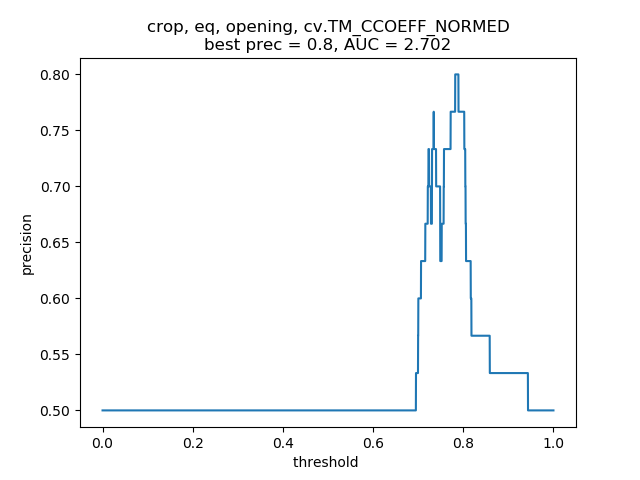 crop, eq, opening, cv.TM_CCOEFF_NORMED
best prec = 0.8, AUC = 2.702
0.80
0.75
0.70
0.65
0.60
0.55
0.50
precision
0.0 0.2 0.4 0.6 0.8 1.0
threshold